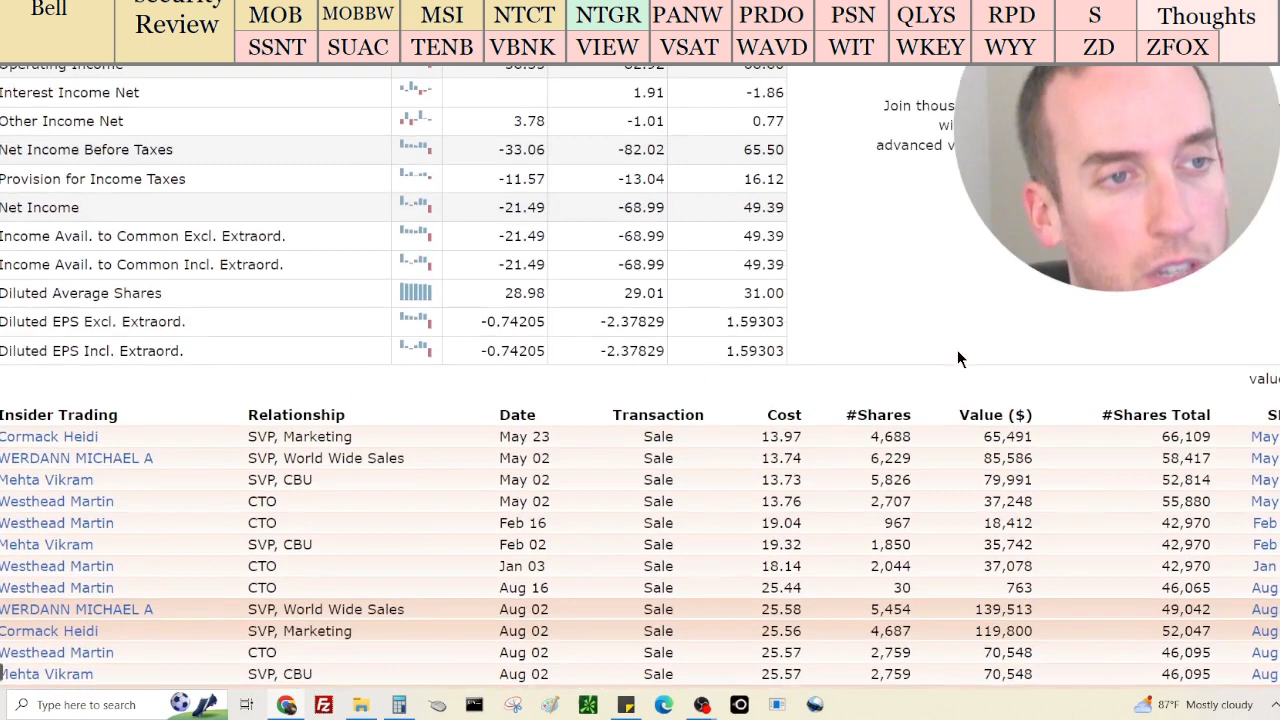 Bell Security Review MOB MOBBW MSI NTCT NTGR PANW PRDO PSN QLYS RPD S Thoughts
SSNT SUAC TENB VBNK VIEW VSAT WAVD WIT WKEY WYY ZD ZFOX
Interest Income Net 1.91 -1.86
Other Income Net 3.78 -1.01 0.77
Net Income Before Taxes -33.06 -82.02 65.50
Provision for Income Taxes -11.57 -13.04 16.12
Net Income -21.49 -68.99 49.39
Income Avail. to Common Excl. Extraord. -21.49 -68.99 49.39
Income Avail. to Common Incl. Extraord. -21.49 -68.99 49.39
Diluted Average Shares 28.98 29.01 31.00
Diluted EPS Excl. Extraord. -0.74205 -2.37829 1.59303
Diluted EPS Incl. Extraord. -0.74205 -2.37829 1.59303
Join thous
wi
advanced v
valu
Insider Trading Relationship Date Transaction Cost #Shares Value ($) #Shares Total S
Cormack Heidi SVP, Marketing May 23 Sale 13.97 4,688 65,491 66,109 May
WERDANN MICHAEL A SVP, World Wide Sales May 02 Sale 13.74 6,229 85,586 58,417 May
Mehta Vikram SVP, CBU May 02 Sale 13.73 5,826 79,991 52,814 May
Westhead Martin CTO May 02 Sale 13.76 2,707 37,248 55,880 May
Westhead Martin CTO Feb 16 Sale 19.04 967 18,412 42,970 Feb
Mehta Vikram SVP, CBU Feb 02 Sale 19.32 1,850 35,742 42,970 Feb
Westhead Martin CTO Jan 03 Sale 18.14 2,044 37,078 42,970 Jan
Westhead Martin CTO Aug 16 Sale 25.44 30 763 46,065 Aug
WERDANN MICHAEL A SVP, World Wide Sales Aug 02 Sale 25.58 5,454 139,513 49,042 Aug
Cormack Heidi SVP, Marketing Aug 02 Sale 25.56 4,687 119,800 52,047 Aug
Westhead Martin CTO Aug 02 Sale 25.57 2,759 70,548 46,095 Aug
Mehta Vikram SVP, CBU Aug 02 Sale 25.57 2,759 70,548 46,095 Aug
Type here to search 87°F Mostly cloudy